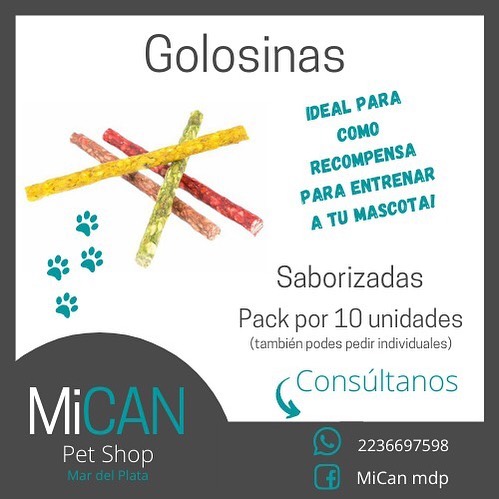 Golosinas
IDEAL PARA
COMO
RECOMPENSA
PARA ENTRENAR
A TU MASCOTA!
Saborizadas
Pack por 10 unidades
(también podes pedir individuales)
Consúltanos
MiCAN
Pet Shop
Mar del Plata
2236697598
MiCan mdp